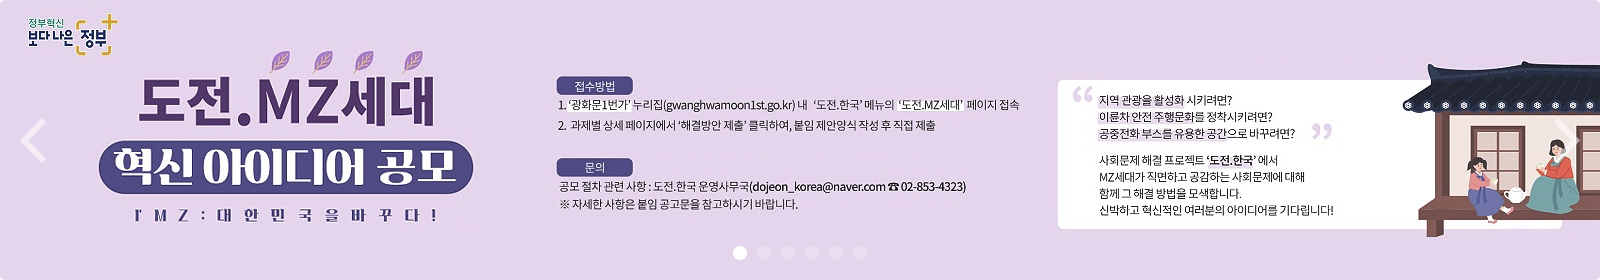 정부혁신
보다나은 정부
도전.MZ세대
혁신 아이디어 공모
I'MZ:대한민국을바꾸다!
접수방법
1. '광화문1번가' 누리집(gwanghwamoon1st.go.kr) 내 '도전.한국' 메뉴의 '도전.MZ세대' 페이지 접속
2. 과제별 상세 페이지에서 '해결방안 제출' 클릭하여, 붙임 제안양식 작성 후 직접 제출
문의
공모 절차 관련 사항 : 도전.한국 운영사무국(dojeon_korea@naver.com ☎ 02-853-4323)
※ 자세한 사항은 붙임 공고문을 참고하시기 바랍니다.
“ 지역 관광을 활성화 시키려면?
이륜차 안전 주행문화를 정착시키려면?
공중전화 부스를 유용한 공간으로 바꾸려면? ”
사회문제 해결 프로젝트 '도전.한국' 에서
MZ세대가 직면하고 공감하는 사회문제에 대해
함께 그 해결 방법을 모색합니다.
신박하고 혁신적인 여러분의 아이디어를 기다립니다!